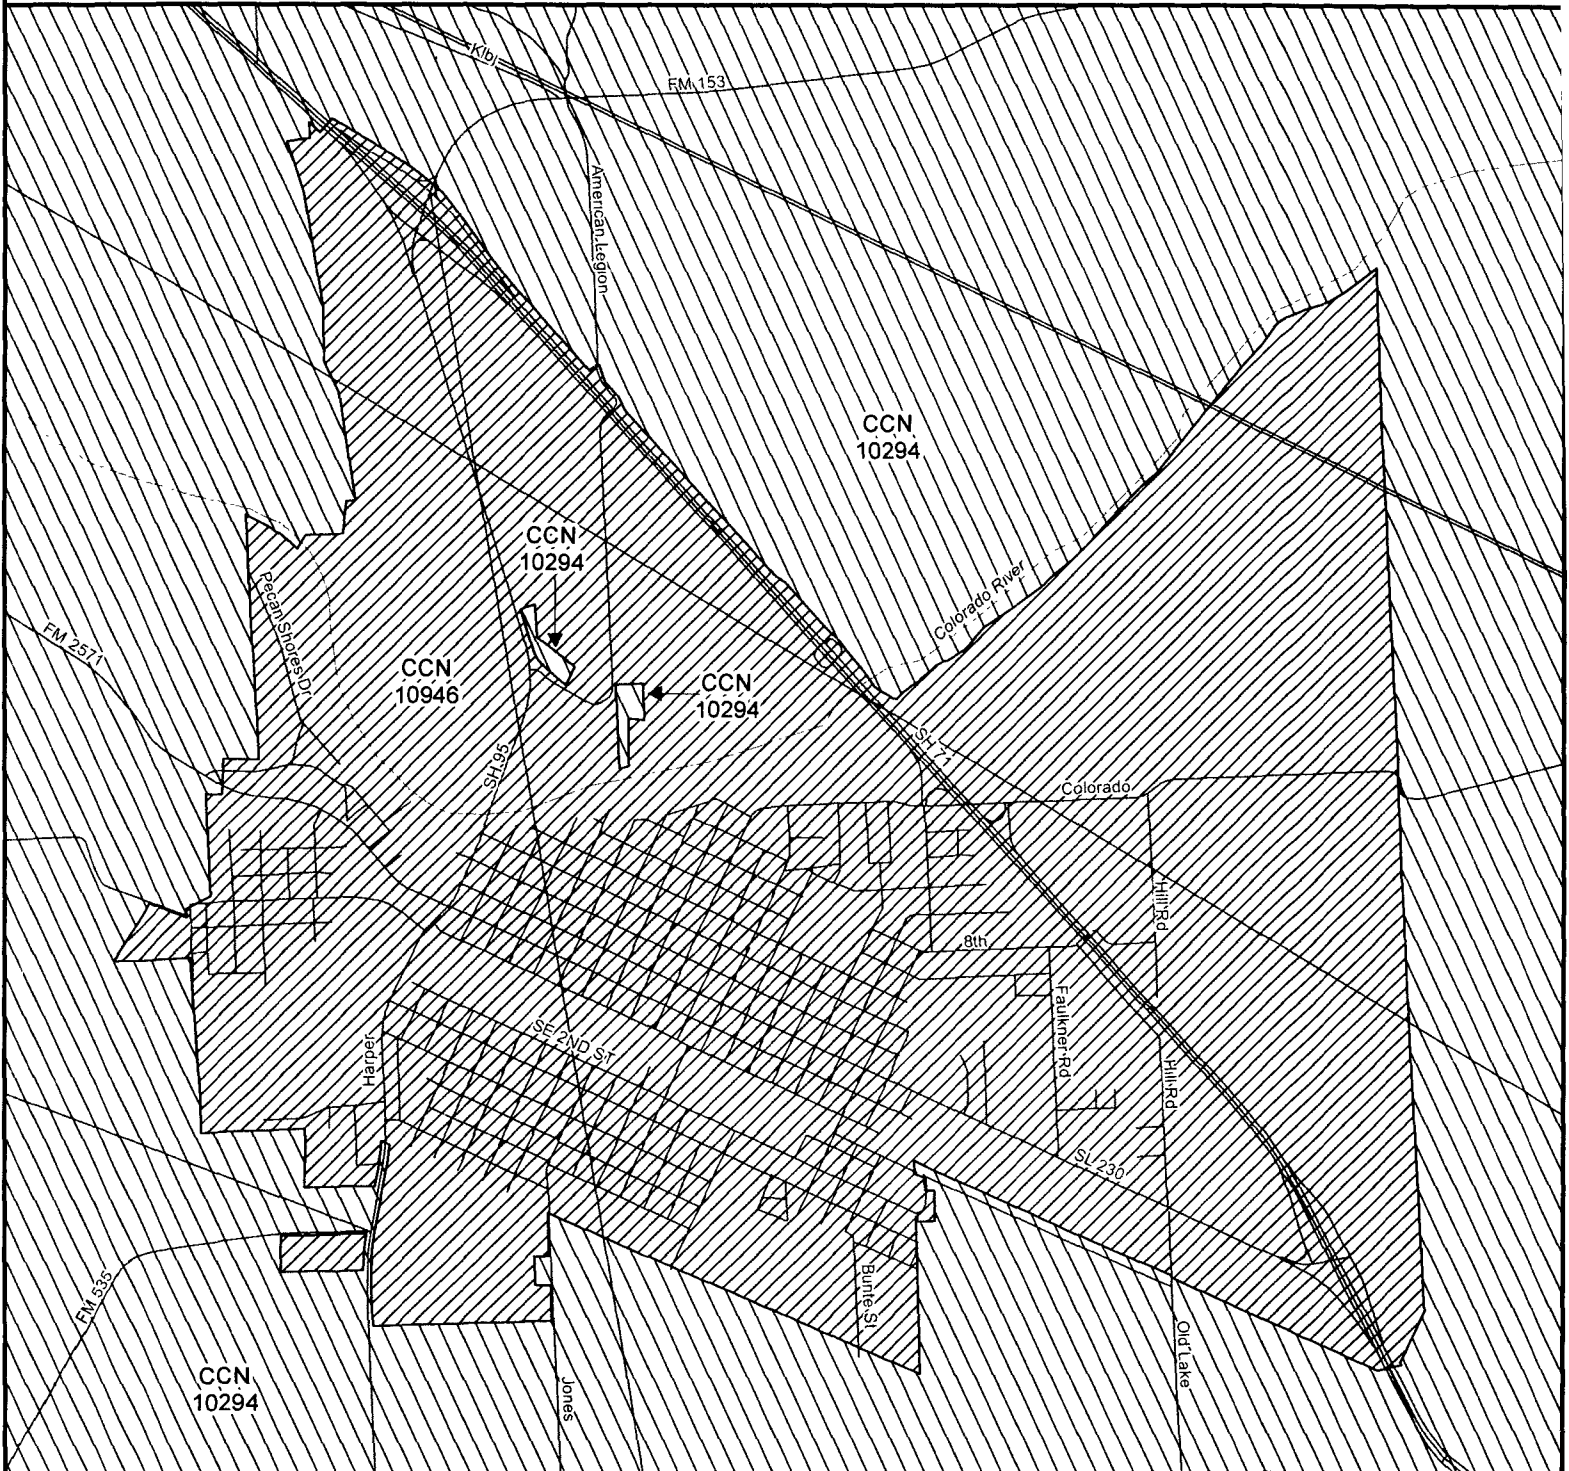 Klbj
FM 153
American Legion
CCN
10294
CCN
10294
Colorado River
Pecan Shores Dr
FM 2571
CCN
10946
CCN
10294
SH 95
SH 71
Colorado
Hill Rd
8th
Faulkner Rd
SE 2ND ST
Harper
Hill Rd
SL 230
Bunte St
FM 535
Old Lake
CCN
10294
Jones